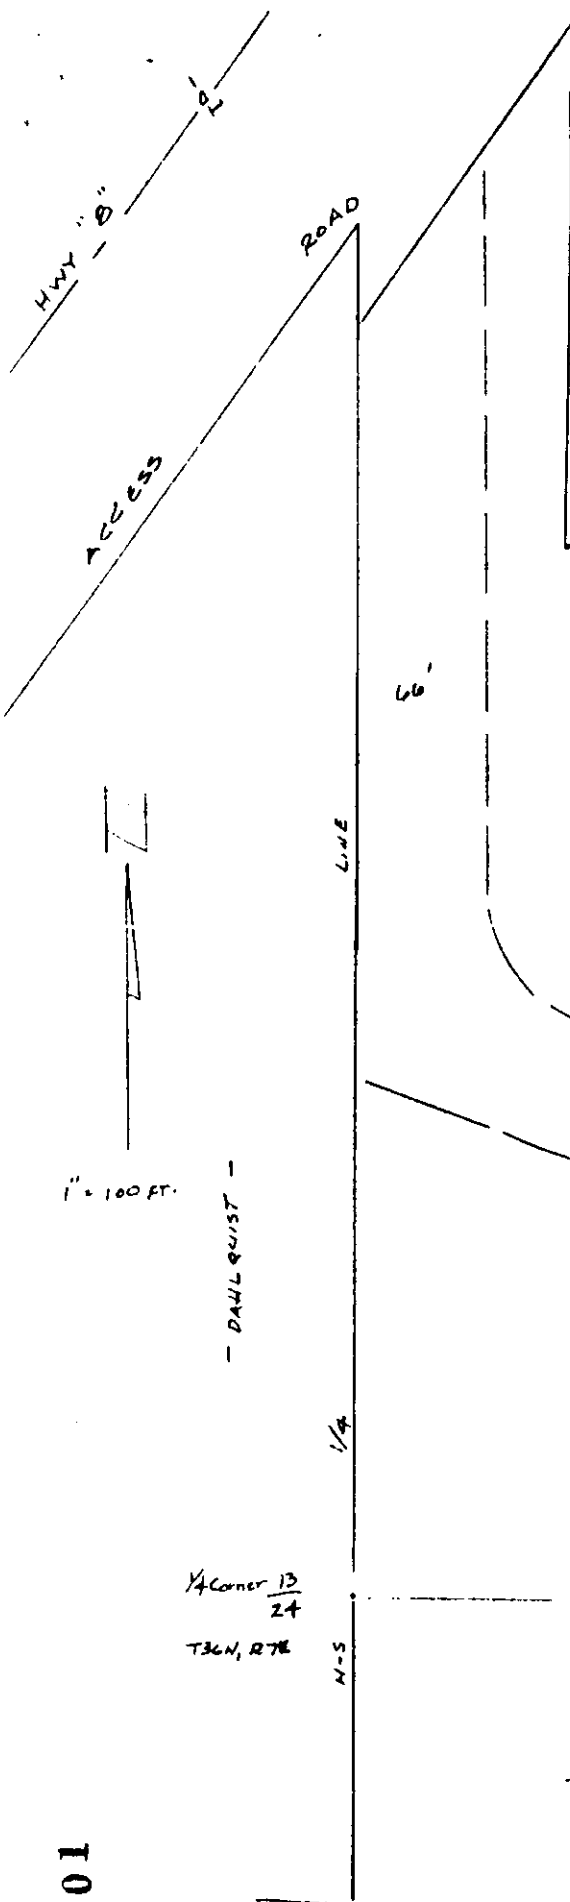 HWY "8"
ROAD
ACCESS
66'
LINE
1" = 100 FT.
- DAHLQUIST -
1/4
1/4 Corner 13
24
T36N, R7E
N-S
01